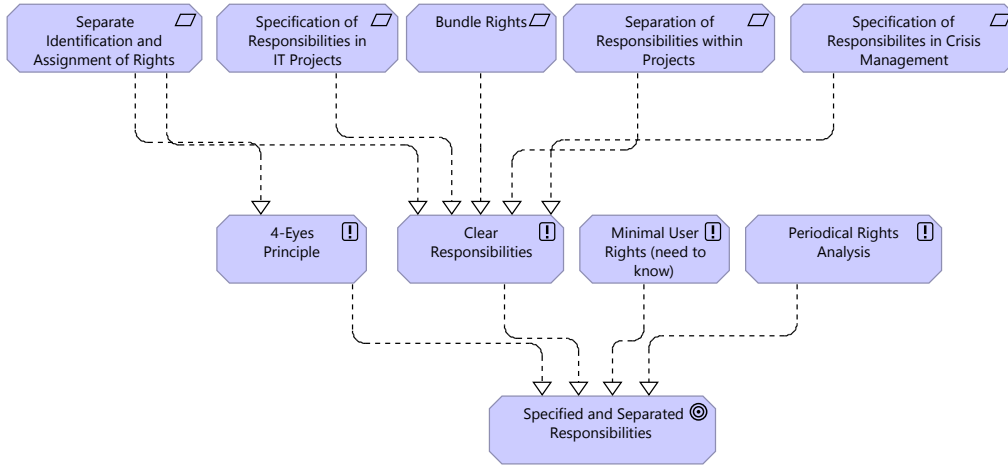 Separate
Identification and
Assignment of Rights
Specification of
Responsibilities in
IT Projects
Bundle Rights
Separation of
Responsibilities within
Projects
Specification of
Responsibilites in Crisis
Management
4-Eyes
Principle
Clear
Responsibilities
Minimal User
Rights (need to
know)
Periodical Rights
Analysis
Specified and Separated
Responsibilities